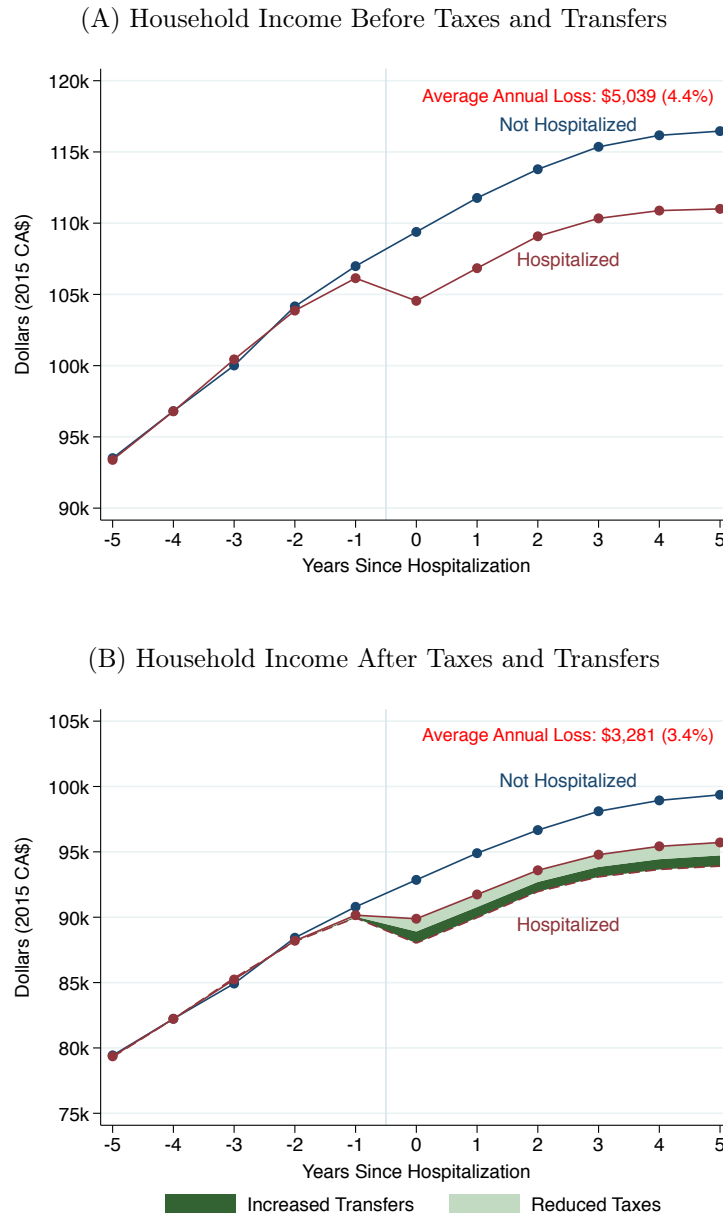 (A) Household Income Before Taxes and Transfers
120k
Average Annual Loss: $5,039 (4.4%)
Not Hospitalized
115k
110k
Hospitalized
105k
100k
95k
90k
Dollars (2015 CA$)
-5 -4 -3 -2 -1 0 1 2 3 4 5
Years Since Hospitalization
(B) Household Income After Taxes and Transfers
105k
Average Annual Loss: $3,281 (3.4%)
Not Hospitalized
100k
95k
90k
Hospitalized
85k
80k
75k
Dollars (2015 CA$)
-5 -4 -3 -2 -1 0 1 2 3 4 5
Years Since Hospitalization
Increased Transfers Reduced Taxes